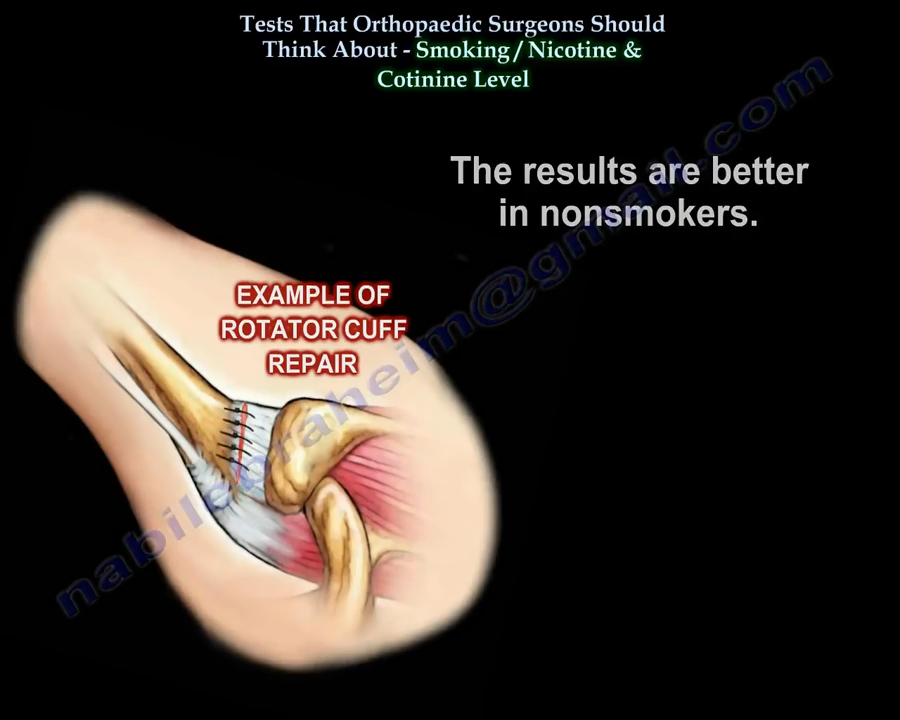 Tests That Orthopaedic Surgeons Should
Think About - Smoking / Nicotine &
Cotinine Level
The results are better
in nonsmokers.
EXAMPLE OF
ROTATOR CUFF
REPAIR
nabilebraheim@gmail.com